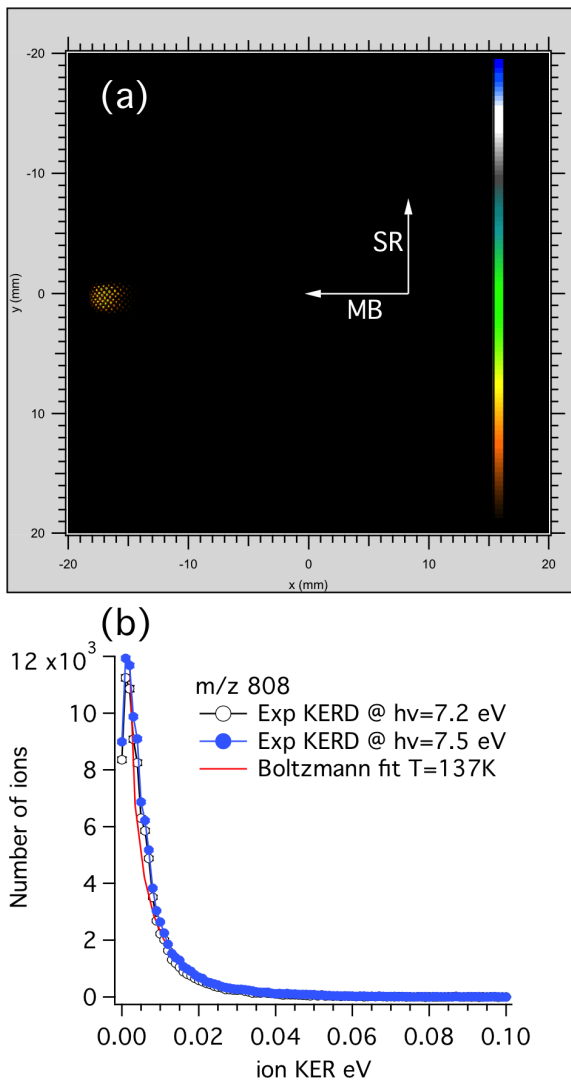 (a)
-20
-10
0
10
20
y (mm)
SR
MB
-20
-10
0
10
20
x (mm)
(b)
12 x10³
10
8
6
4
2
0
Number of ions
m/z 808
Exp KERD @ hν=7.2 eV
Exp KERD @ hν=7.5 eV
Boltzmann fit T=137K
0.00
0.02
0.04
0.06
0.08
0.10
ion KER eV